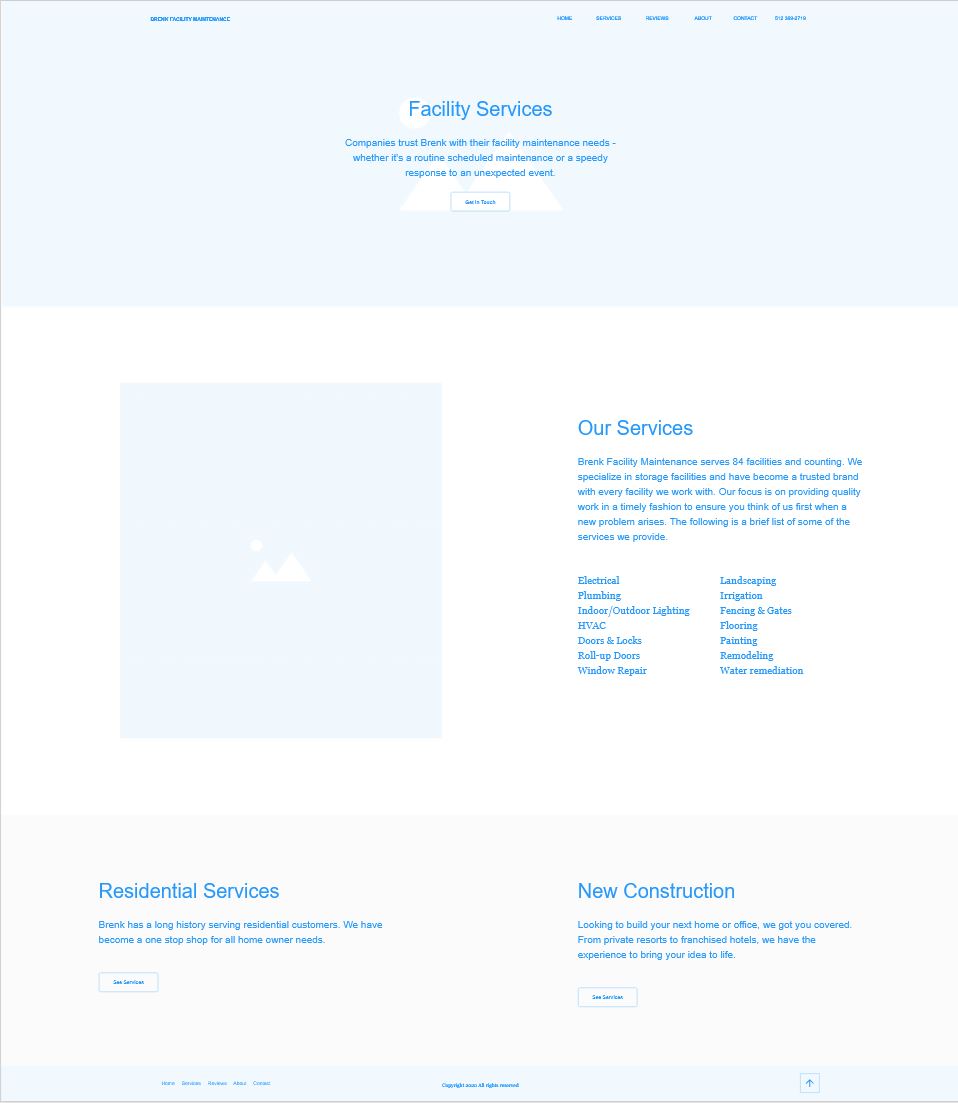 BRENK FACILITY MAINTENANCE
HOME SERVICES REVIEWS ABOUT CONTACT 512 389-2719
Facility Services
Companies trust Brenk with their facility maintenance needs -
whether it's a routine scheduled maintenance or a speedy
response to an unexpected event.
Get In Touch
Our Services
Brenk Facility Maintenance serves 84 facilities and counting. We
specialize in storage facilities and have become a trusted brand
with every facility we work with. Our focus is on providing quality
work in a timely fashion to ensure you think of us first when a
new problem arises. The following is a brief list of some of the
services we provide.
Electrical
Plumbing
Indoor/Outdoor Lighting
HVAC
Doors & Locks
Roll-up Doors
Window Repair
Landscaping
Irrigation
Fencing & Gates
Flooring
Painting
Remodeling
Water remediation
Residential Services
Brenk has a long history serving residential customers. We have
become a one stop shop for all home owner needs.
See Services
New Construction
Looking to build your next home or office, we got you covered.
From private resorts to franchised hotels, we have the
experience to bring your idea to life.
See Services
Home Services Reviews About Contact
Copyright 2020 All rights reserved